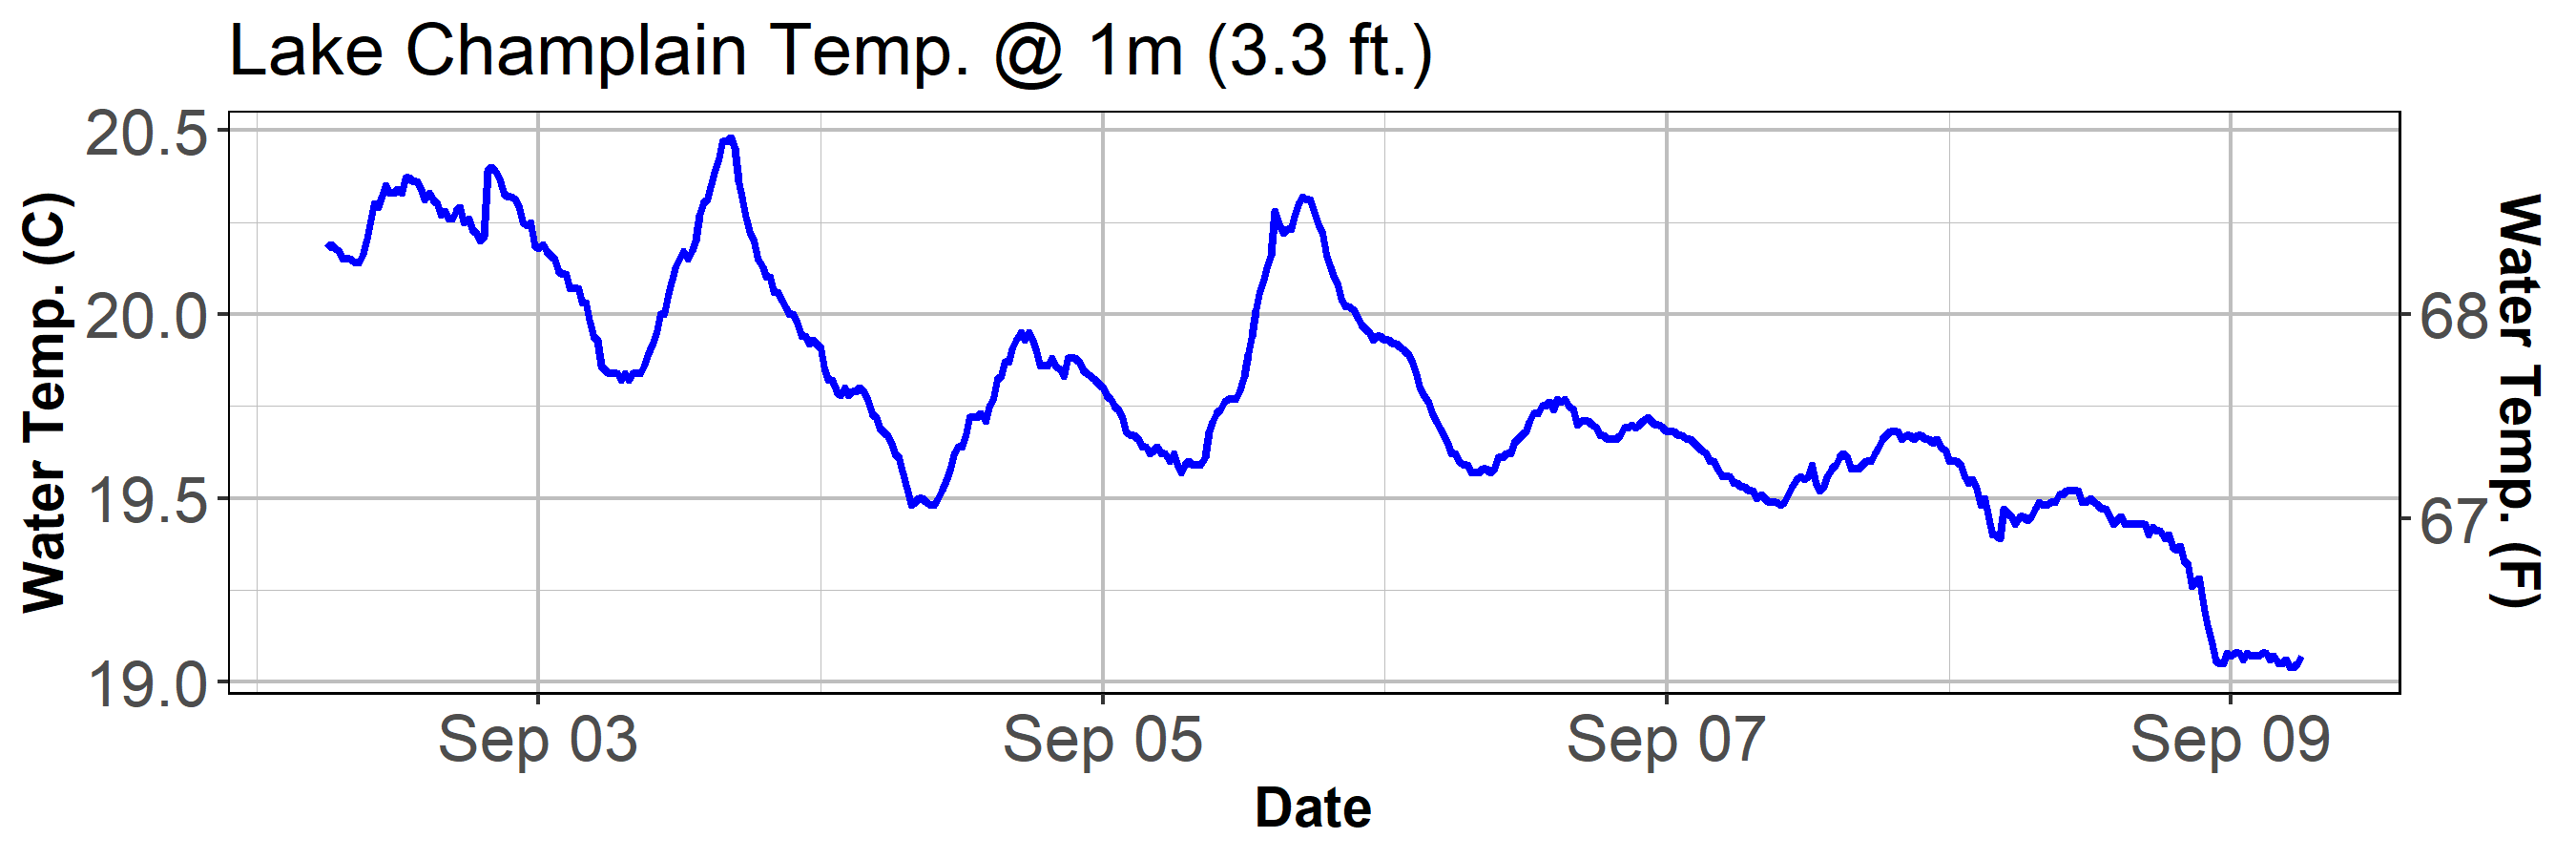 Lake Champlain Temp. @ 1m (3.3 ft.)
Water Temp. (C)
20.5
20.0
19.5
19.0
68
67
Water Temp. (F)
Sep 03
Sep 05
Sep 07
Sep 09
Date